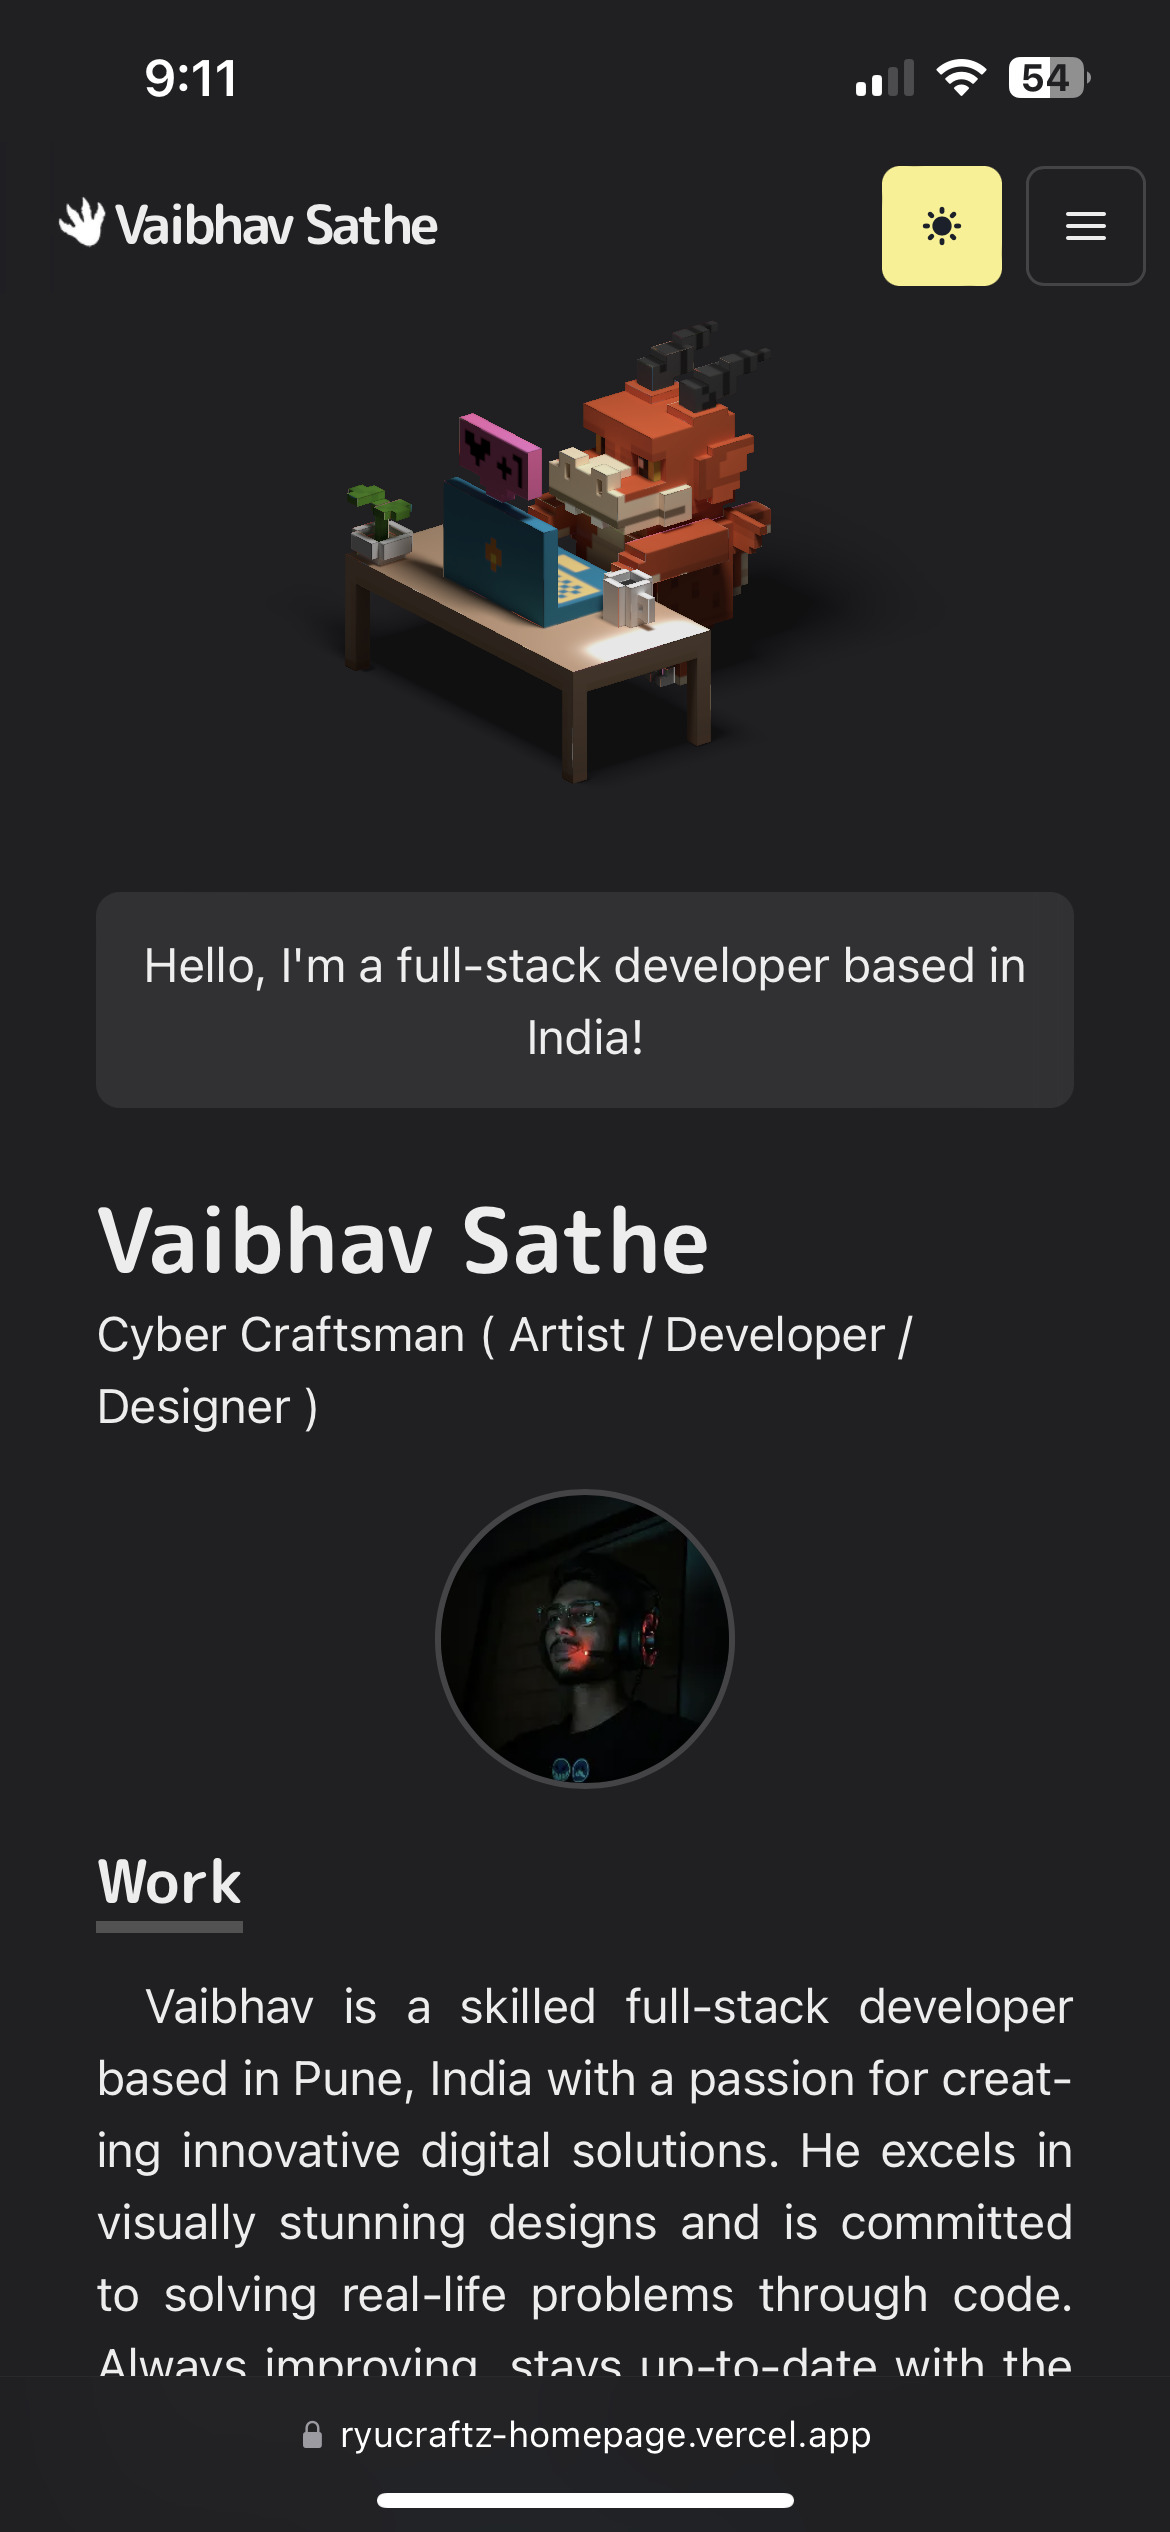 9:11
54
Vaibhav Sathe
+1
Hello, I'm a full-stack developer based in
India!
Vaibhav Sathe
Cyber Craftsman ( Artist / Developer /
Designer )
Work
Vaibhav is a skilled full-stack developer
based in Pune, India with a passion for creat-
ing innovative digital solutions. He excels in
visually stunning designs and is committed
to solving real-life problems through code.
Always improving, stays up-to-date with the
ryucraftz-homepage.vercel.app